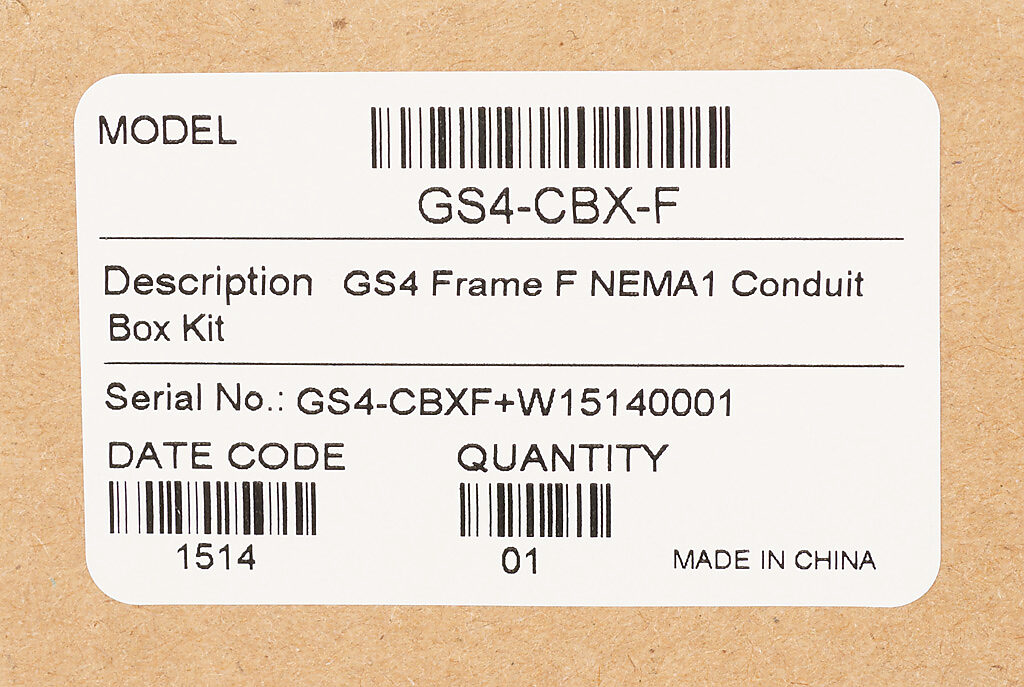 MODEL
GS4-CBX-F
Description GS4 Frame F NEMA1 Conduit
Box Kit
Serial No.: GS4-CBXF+W15140001
DATE CODE QUANTITY
1514 01 MADE IN CHINA